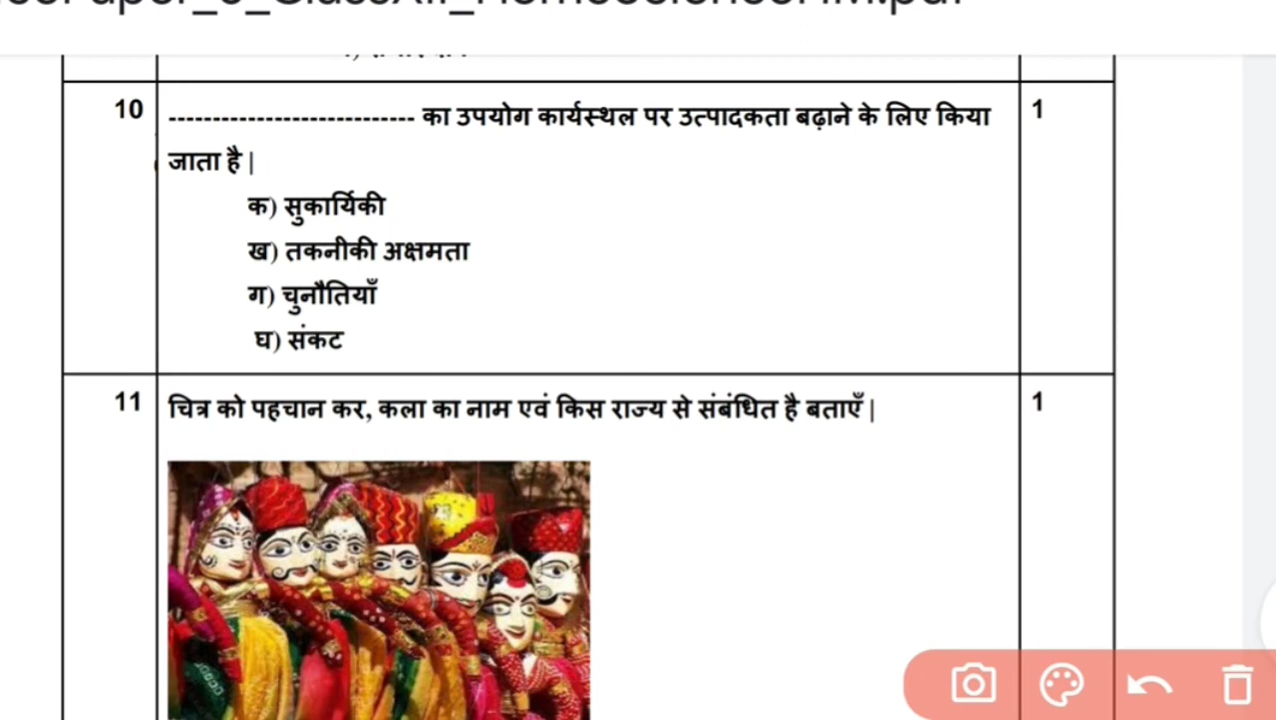 10 --------------------------- का उपयोग कार्यस्थल पर उत्पादकता बढ़ाने के लिए किया 1
जाता है |
क) सुकार्यिकी
ख) तकनीकी अक्षमता
ग) चुनौतियाँ
घ) संकट
11 चित्र को पहचान कर, कला का नाम एवं किस राज्य से संबंधित है बताएँ | 1